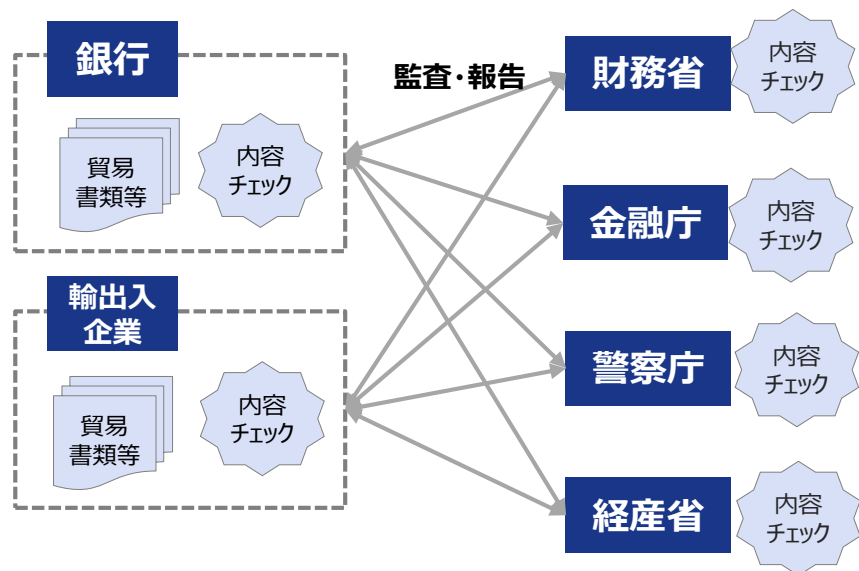 銀行
貿易
書類等
内容
チェック
輸出入
企業
貿易
書類等
内容
チェック
監査・報告
財務省
内容
チェック
金融庁
内容
チェック
警察庁
内容
チェック
経産省
内容
チェック